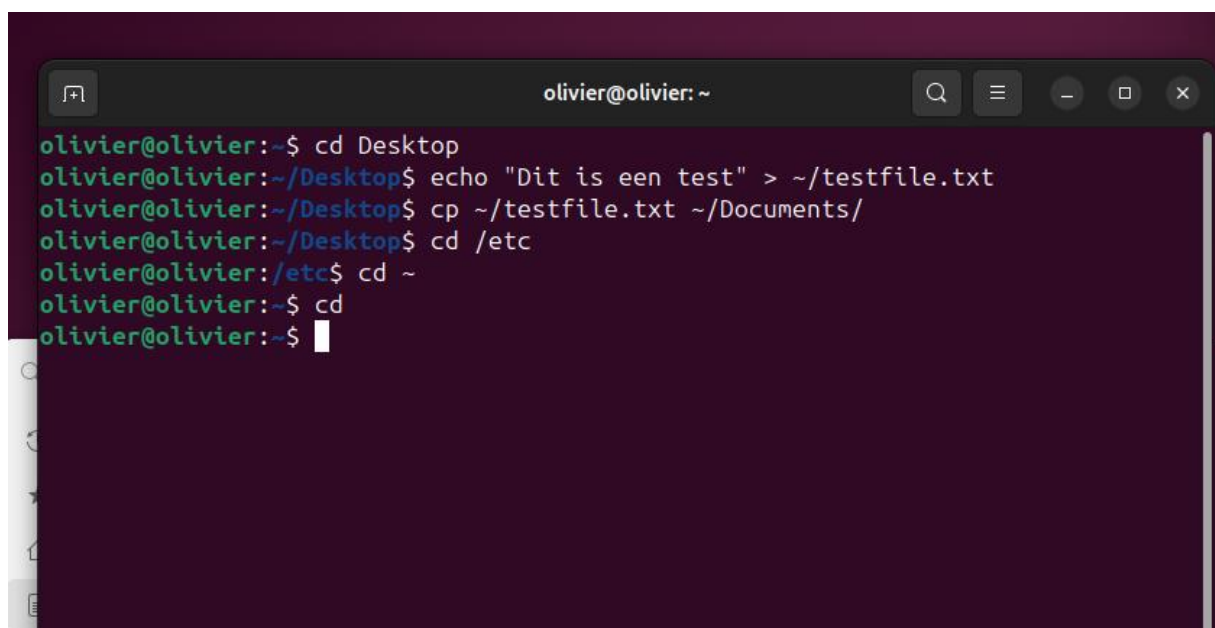 olivier@olivier: ~
olivier@olivier:~$ cd Desktop
olivier@olivier:~/Desktop$ echo "Dit is een test" > ~/testfile.txt
olivier@olivier:~/Desktop$ cp ~/testfile.txt ~/Documents/
olivier@olivier:~/Desktop$ cd /etc
olivier@olivier:/etc$ cd ~
olivier@olivier:~$ cd
olivier@olivier:~$